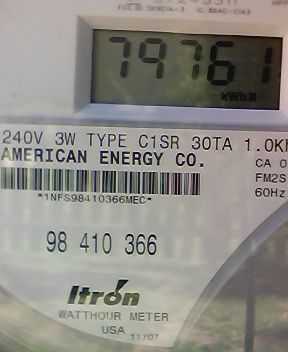 79761
kWh
240V 3W TYPE C1SR 30TA 1.0K
AMERICAN ENERGY CO.
CA 0
FM2S
60Hz
*1NFS98410366MEC*
98 410 366
Itron
WATTHOUR METER
USA 11/07